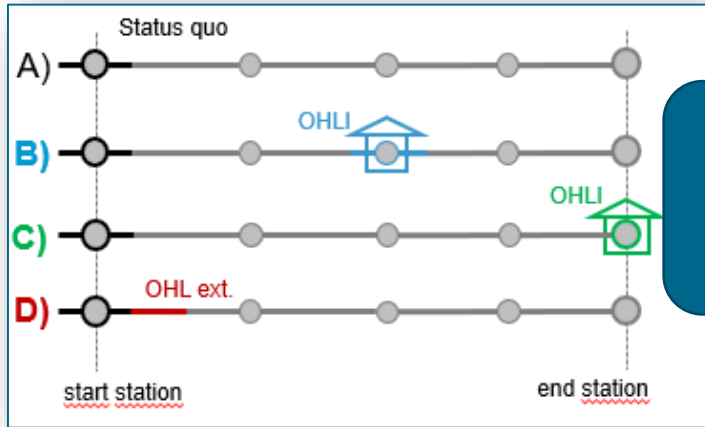 Status quo
A)
OHLI
B)
OHLI
C)
OHL ext.
D)
start station
end station